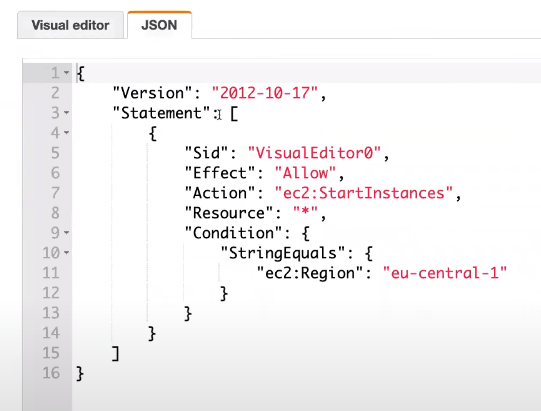 Visual editor JSON
1 {
2 "Version": "2012-10-17",
3 "Statement": [
4 {
5 "Sid": "VisualEditor0",
6 "Effect": "Allow",
7 "Action": "ec2:StartInstances",
8 "Resource": "*",
9 "Condition": {
10 "StringEquals": {
11 "ec2:Region": "eu-central-1"
12 }
13 }
14 }
15 ]
16 }